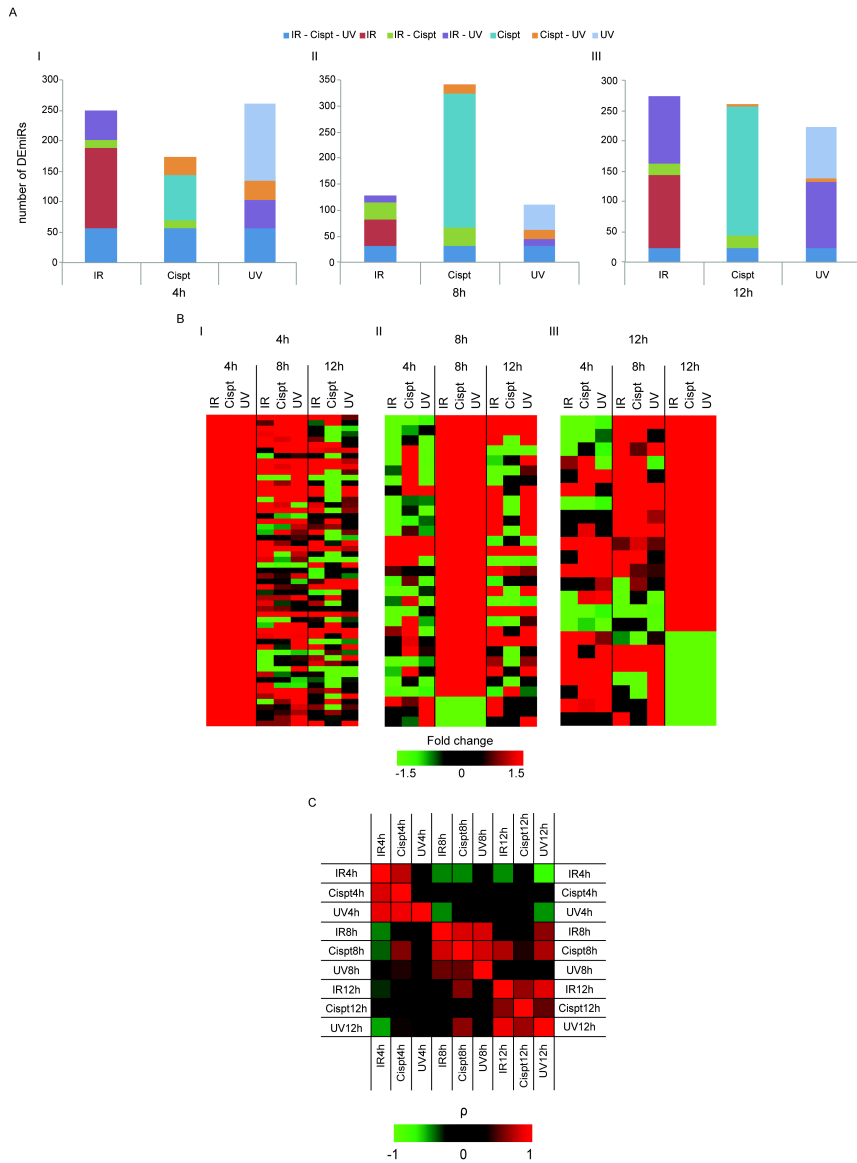 A
IR - Cispt - UV IR IR - Cispt IR - UV Cispt Cispt - UV UV
I II III
number of DEmiRs
300
250
200
150
100
50
0
IR Cispt UV
4h
350
300
250
200
150
100
50
0
IR Cispt UV
8h
300
250
200
150
100
50
0
IR Cispt UV
12h
B
I II III
4h 8h 12h
4h 8h 12h 4h 8h 12h 4h 8h 12h
IR Cispt UV IR Cispt UV IR Cispt UV IR Cispt UV IR Cispt UV IR Cispt UV IR Cispt UV IR Cispt UV IR Cispt UV
Fold change
-1.5 0 1.5
C
IR4h Cispt4h UV4h IR8h Cispt8h UV8h IR12h Cispt12h UV12h
IR4h IR4h
Cispt4h Cispt4h
UV4h UV4h
IR8h IR8h
Cispt8h Cispt8h
UV8h UV8h
IR12h IR12h
Cispt12h Cispt12h
UV12h UV12h
IR4h Cispt4h UV4h IR8h Cispt8h UV8h IR12h Cispt12h UV12h
ρ
-1 0 1